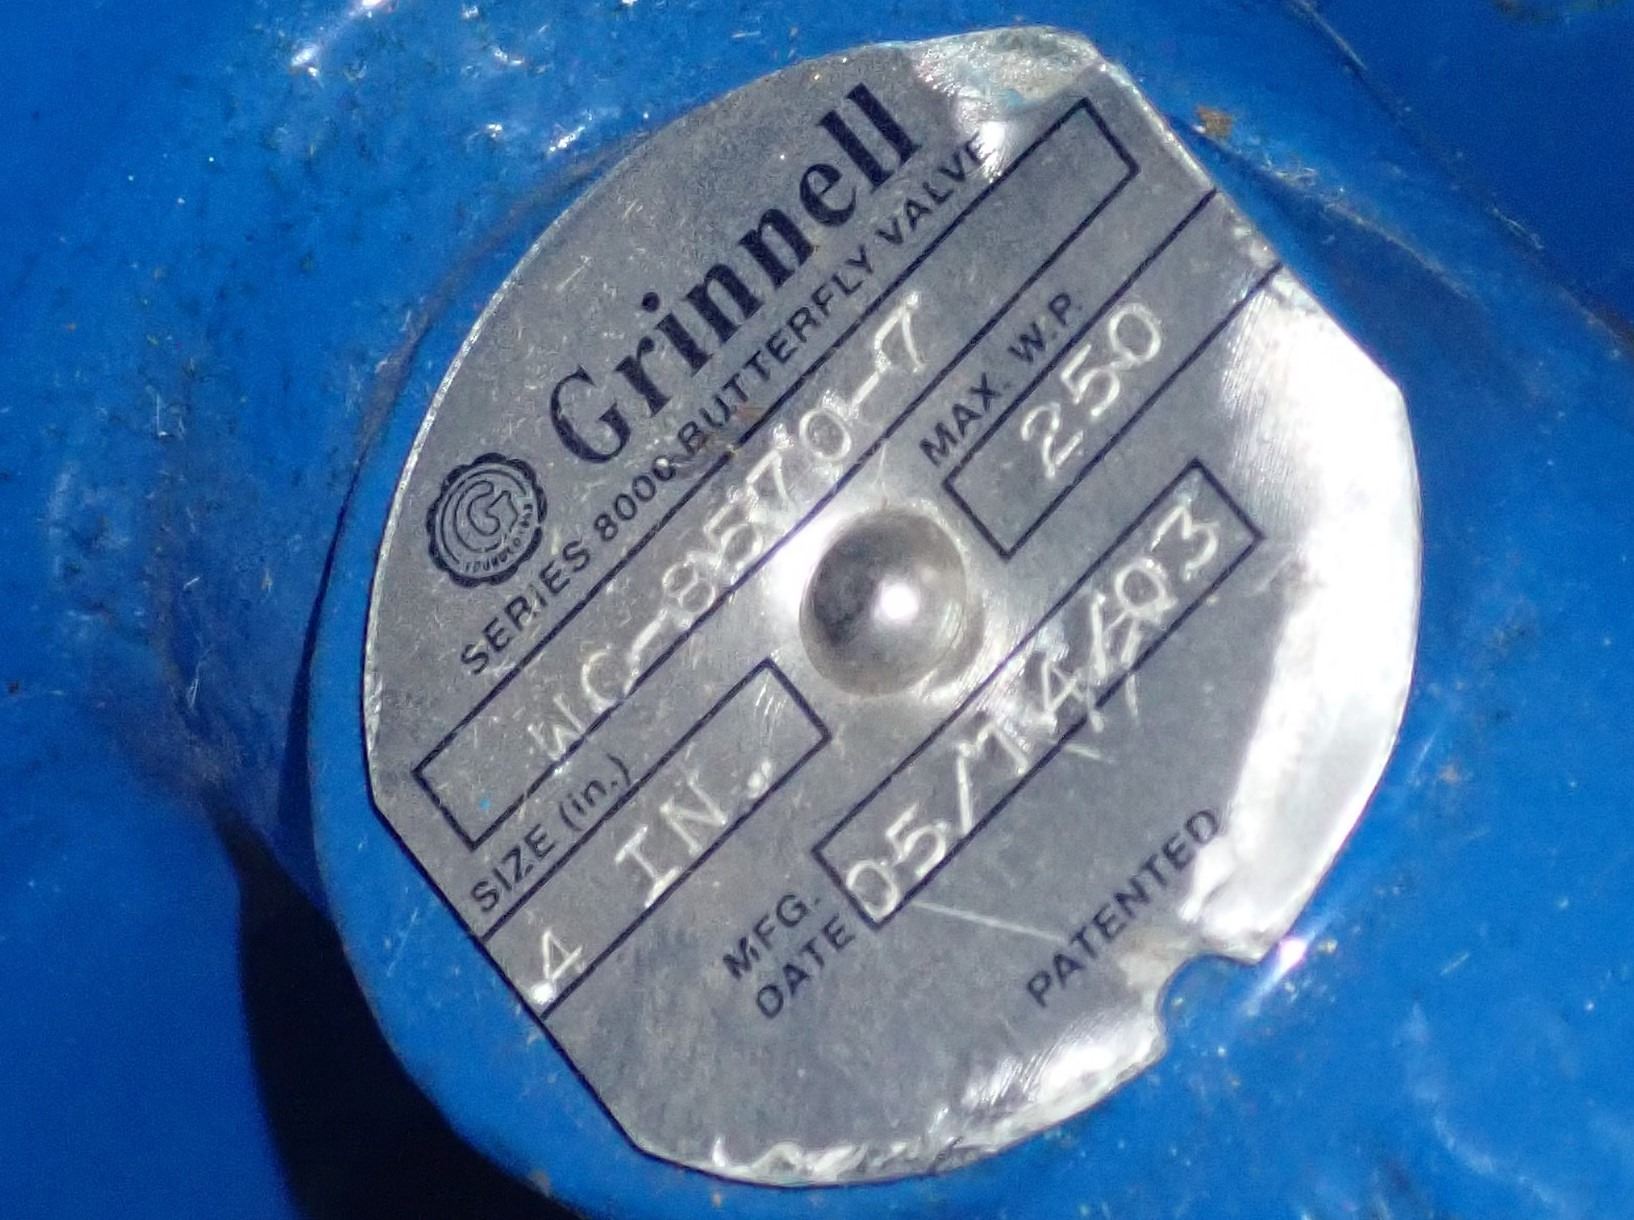 Grinnell
G
SERIES 8000 BUTTERFLY VALVE
WC-8570-7
SIZE (in.)
4 IN.
MAX. W.P.
250
MFG. DATE
05/14/03
PATENTED